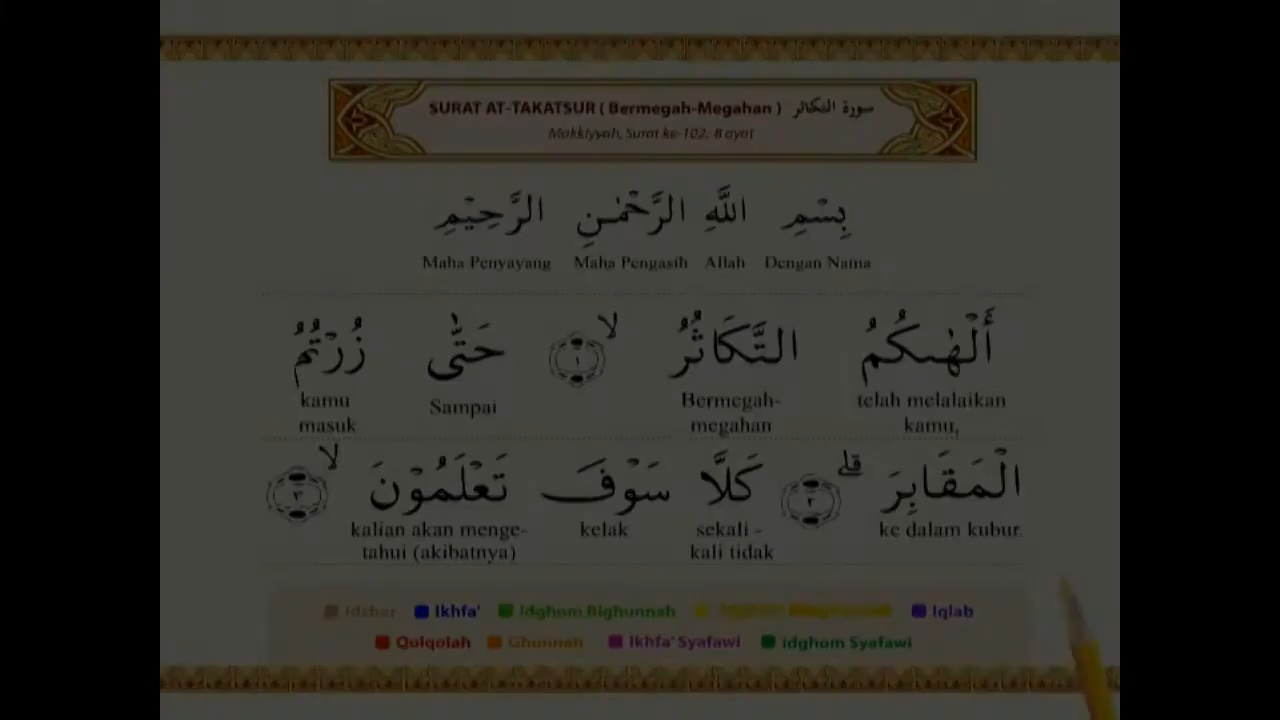 SURAT AT-TAKATSUR ( Bermegah-Megahan ) سورة التكاثر
Makkiyyah, Surat ke-102, 8 ayat
بِسْمِ اللَّهِ الرَّحْمٰنِ الرَّحِيْمِ
Dengan Nama Allah Maha Pengasih Maha Penyayang
أَلْهٰىكُمُ التَّكَاثُرُ ۙ ١ حَتّٰى زُرْتُمُ
telah melalaikan kamu, Bermegah-megahan Sampai kamu masuk
الْمَقَابِرَ ۗ ٢ كَلَّا سَوْفَ تَعْلَمُوْنَ ۙ ٣
ke dalam kubur. sekali - kali tidak kelak kalian akan menge-tahui (akibatnya)
Idzhar Ikhfa' Idghom Bighunnah Iqlab
Qolqolah Ghunnah Ikhfa' Syafawi idghom Syafawi